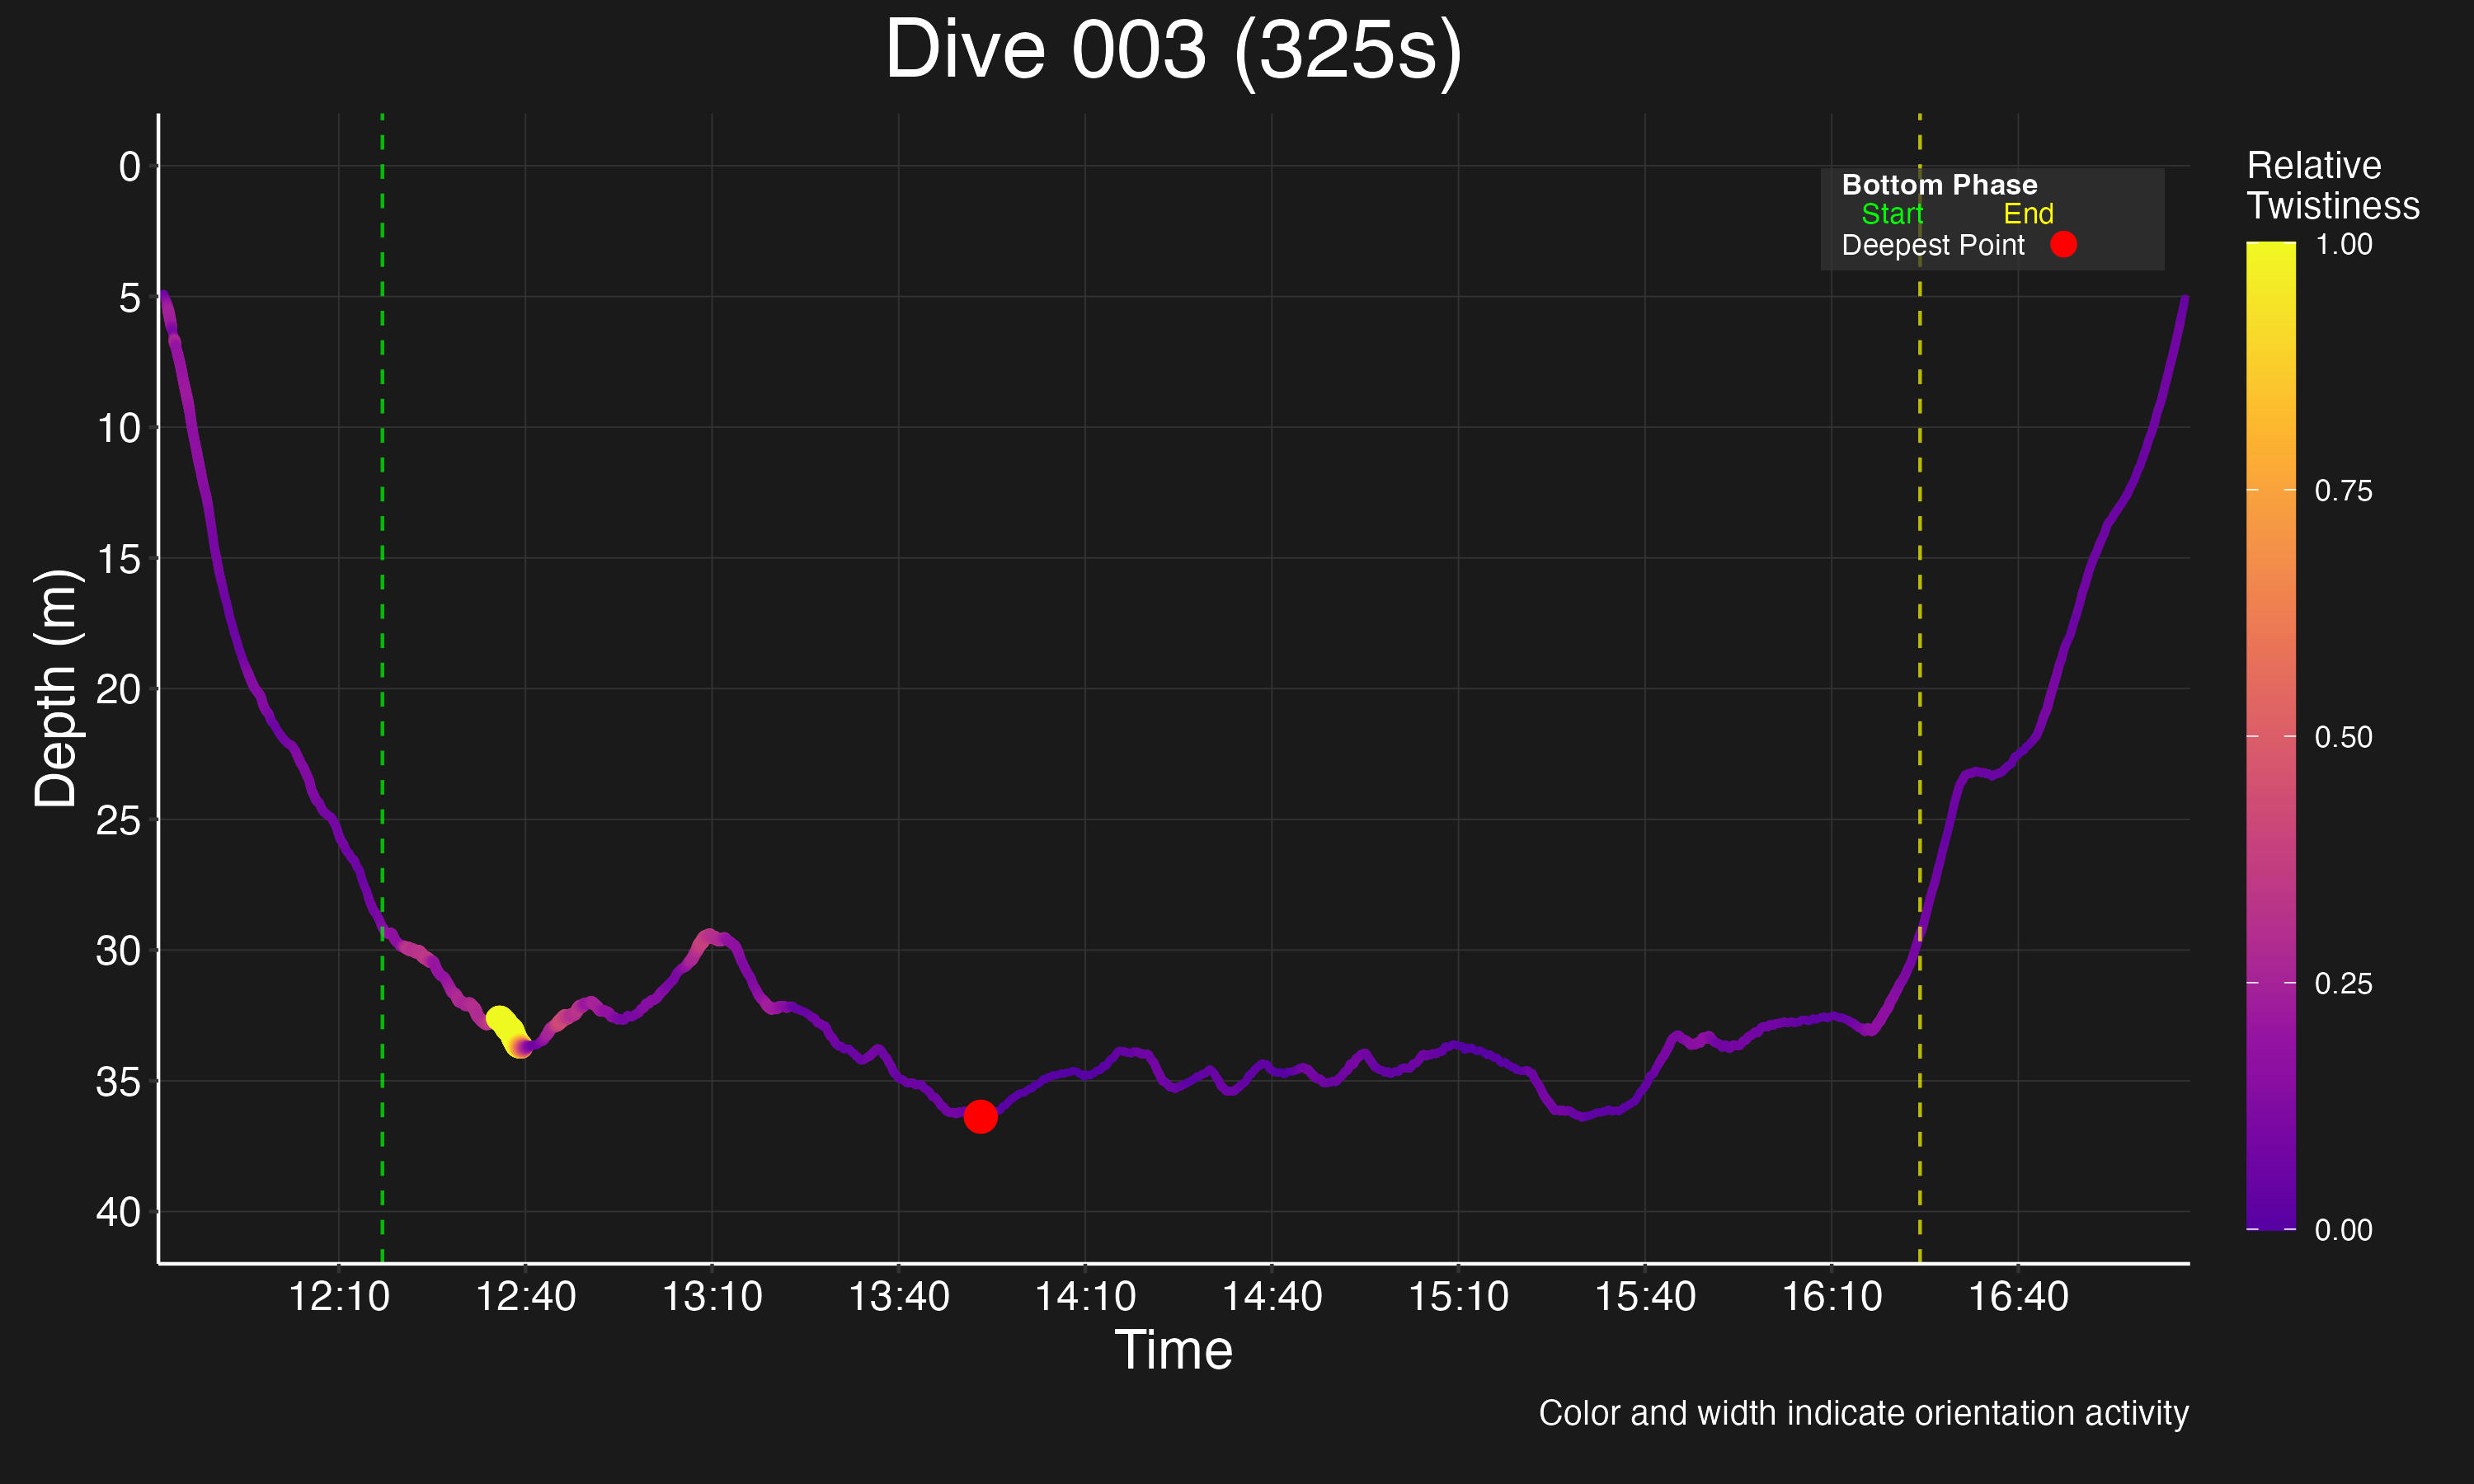 Dive 003 (325s)
Relative
Twistiness
Bottom Phase
Start End
Deepest Point
1.00
0.75
0.50
0.25
0.00
Depth (m)
0
5
10
15
20
25
30
35
40
12:10 12:40 13:10 13:40 14:10 14:40 15:10 15:40 16:10 16:40
Time
Color and width indicate orientation activity